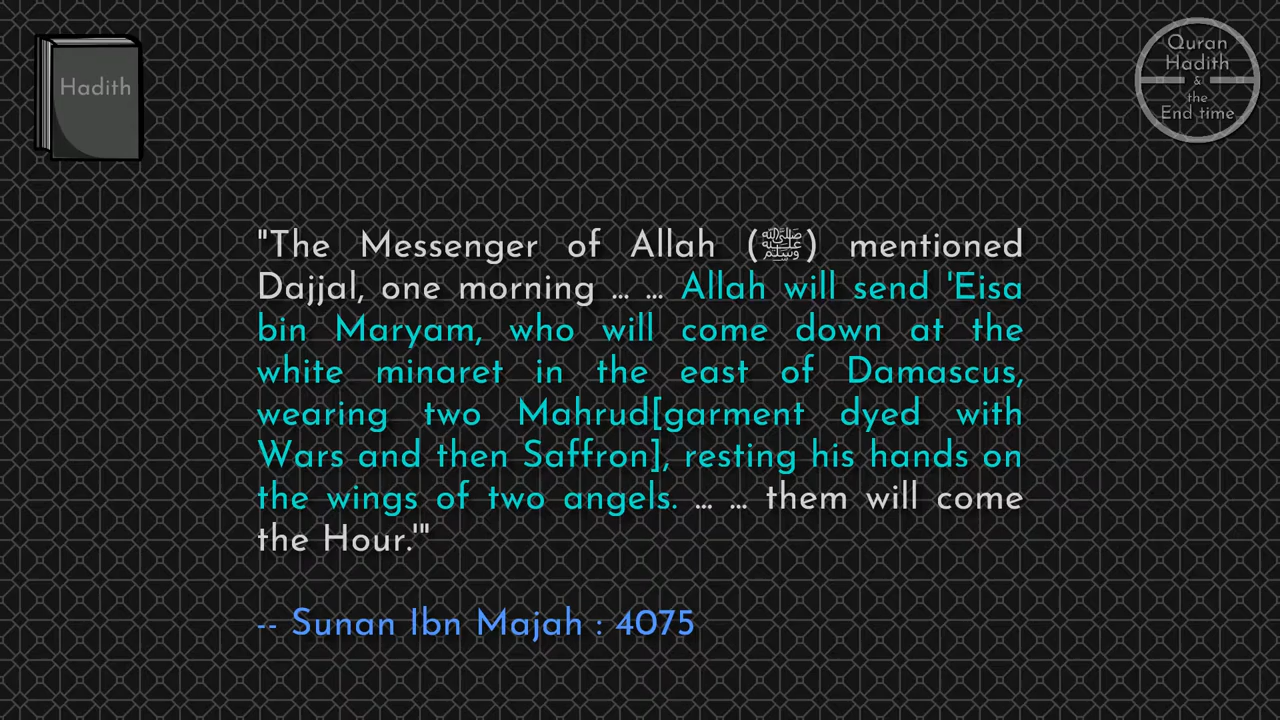 Hadith
Quran
Hadith
&
the
End time
"The Messenger of Allah (ﷺ) mentioned
Dajjal, one morning ... ... Allah will send 'Eisa
bin Maryam, who will come down at the
white minaret in the east of Damascus,
wearing two Mahrud[garment dyed with
Wars and then Saffron], resting his hands on
the wings of two angels. ... ... them will come
the Hour.'"
-- Sunan Ibn Majah : 4075